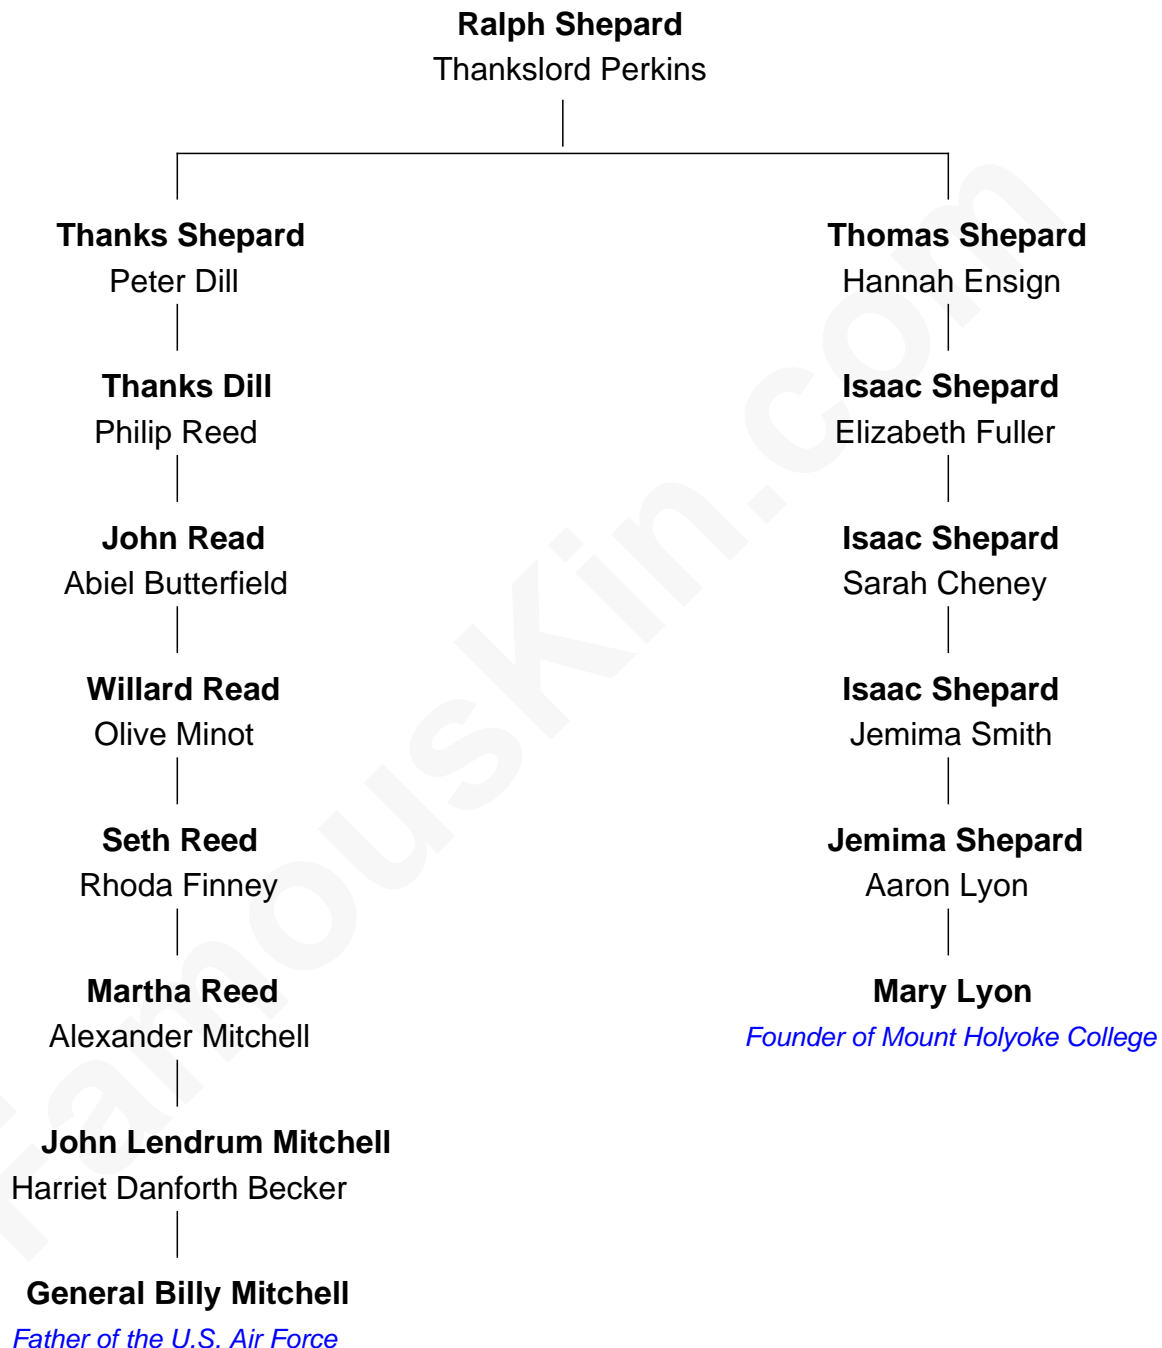 Ralph Shepard
Thankslord Perkins
Thanks Shepard
Peter Dill
Thanks Dill
Philip Reed
John Read
Abiel Butterfield
Willard Read
Olive Minot
Seth Reed
Rhoda Finney
Martha Reed
Alexander Mitchell
John Lendrum Mitchell
Harriet Danforth Becker
General Billy Mitchell
Father of the U.S. Air Force
Thomas Shepard
Hannah Ensign
Isaac Shepard
Elizabeth Fuller
Isaac Shepard
Sarah Cheney
Isaac Shepard
Jemima Smith
Jemima Shepard
Aaron Lyon
Mary Lyon
Founder of Mount Holyoke College
FamousKin.com